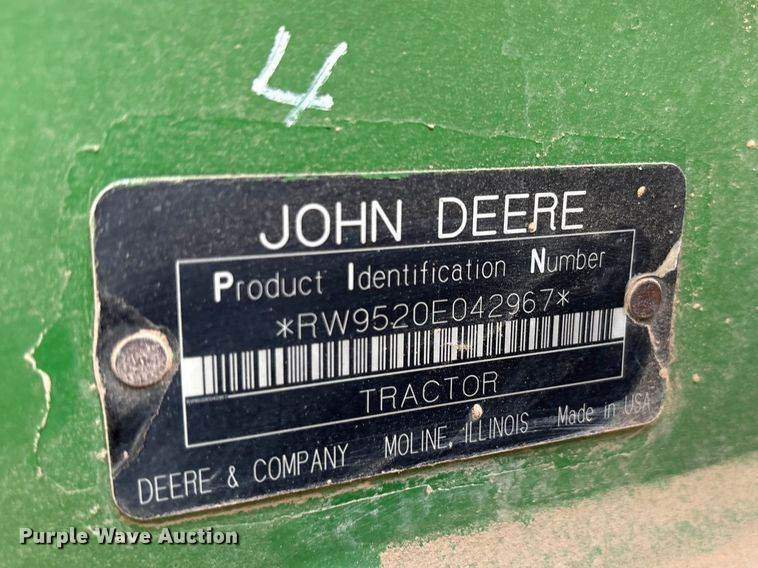 4
JOHN DEERE
Product Identification Number
*RW9520E042967*
TRACTOR
DEERE & COMPANY MOLINE, ILLINOIS Made in USA
Purple Wave Auction